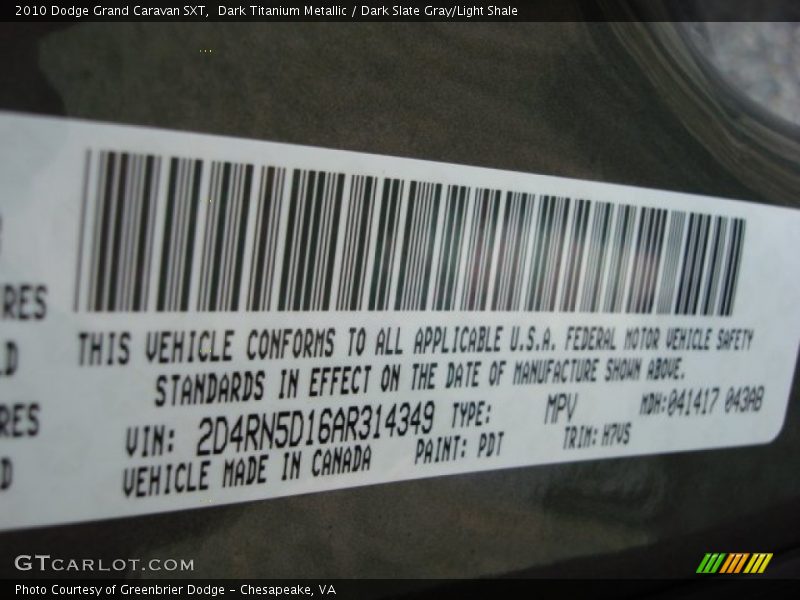 2010 Dodge Grand Caravan SXT,  Dark Titanium Metallic / Dark Slate Gray/Light Shale
RES
LD
RES
D
THIS VEHICLE CONFORMS TO ALL APPLICABLE U.S.A. FEDERAL MOTOR VEHICLE SAFETY
STANDARDS IN EFFECT ON THE DATE OF MANUFACTURE SHOWN ABOVE.
VIN: 2D4RN5D16AR314349 TYPE: MPV MDH:041417 043AB
VEHICLE MADE IN CANADA PAINT: PDT TRIM: H7VS
GTCARLOT.COM
Photo Courtesy of Greenbrier Dodge – Chesapeake, VA